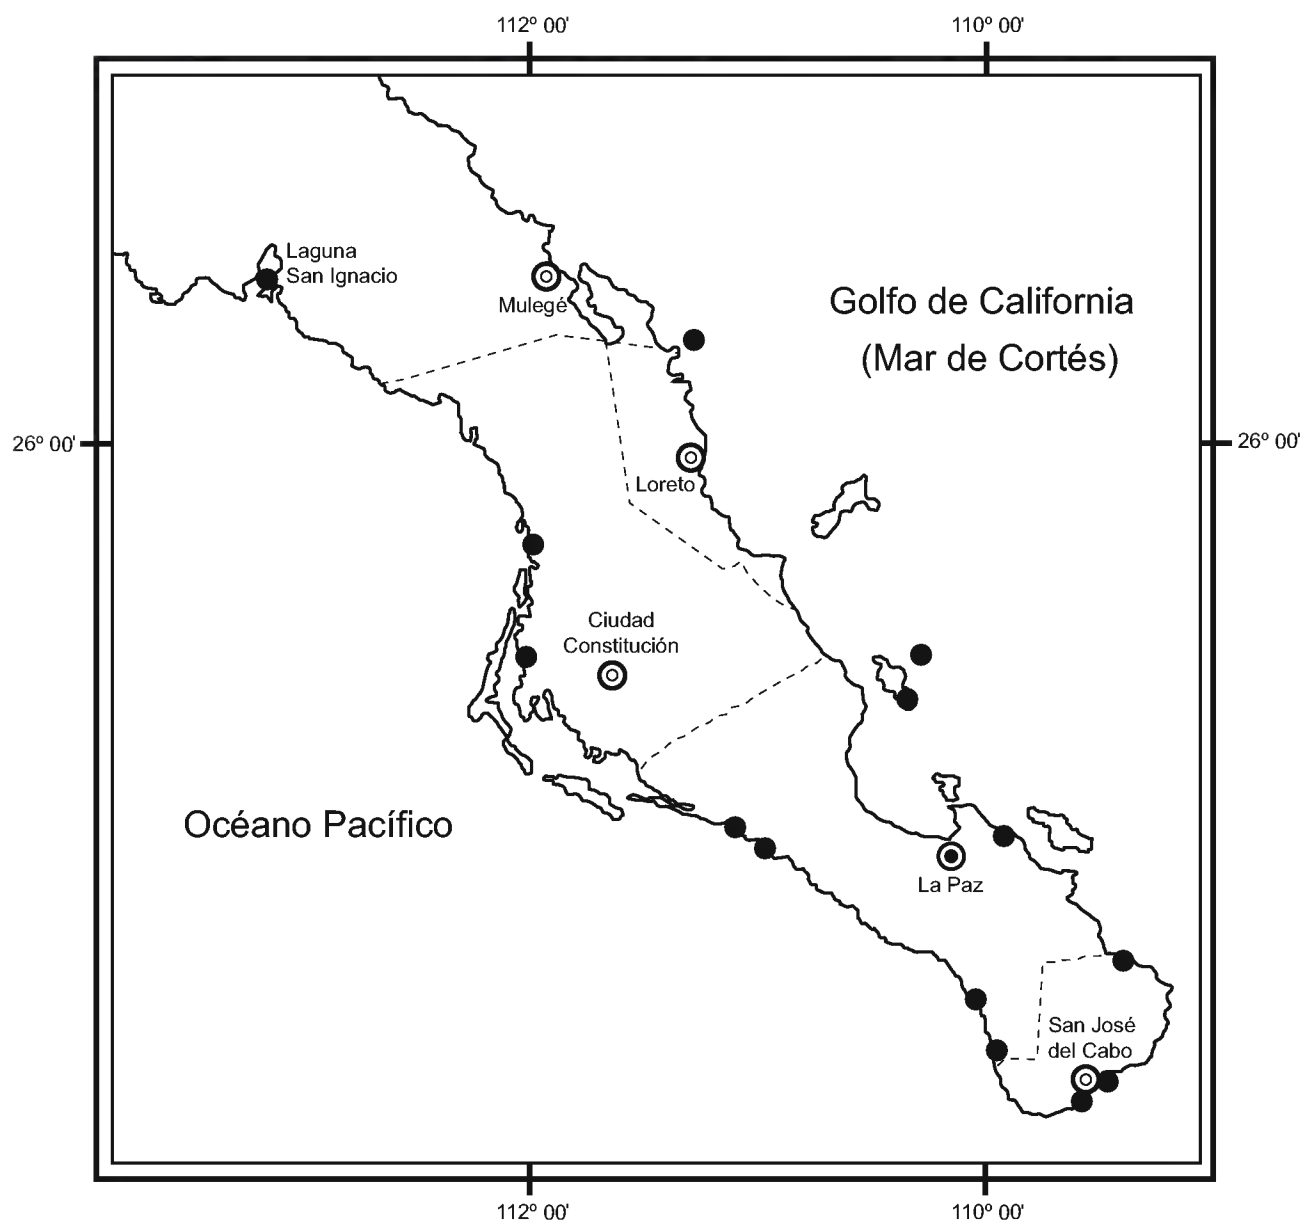 112º 00'
110º 00'
Laguna
San Ignacio
Mulegé
Golfo de California
(Mar de Cortés)
26º 00'
26º 00'
Loreto
Ciudad
Constitución
Océano Pacífico
La Paz
San José
del Cabo
112º 00'
110º 00'